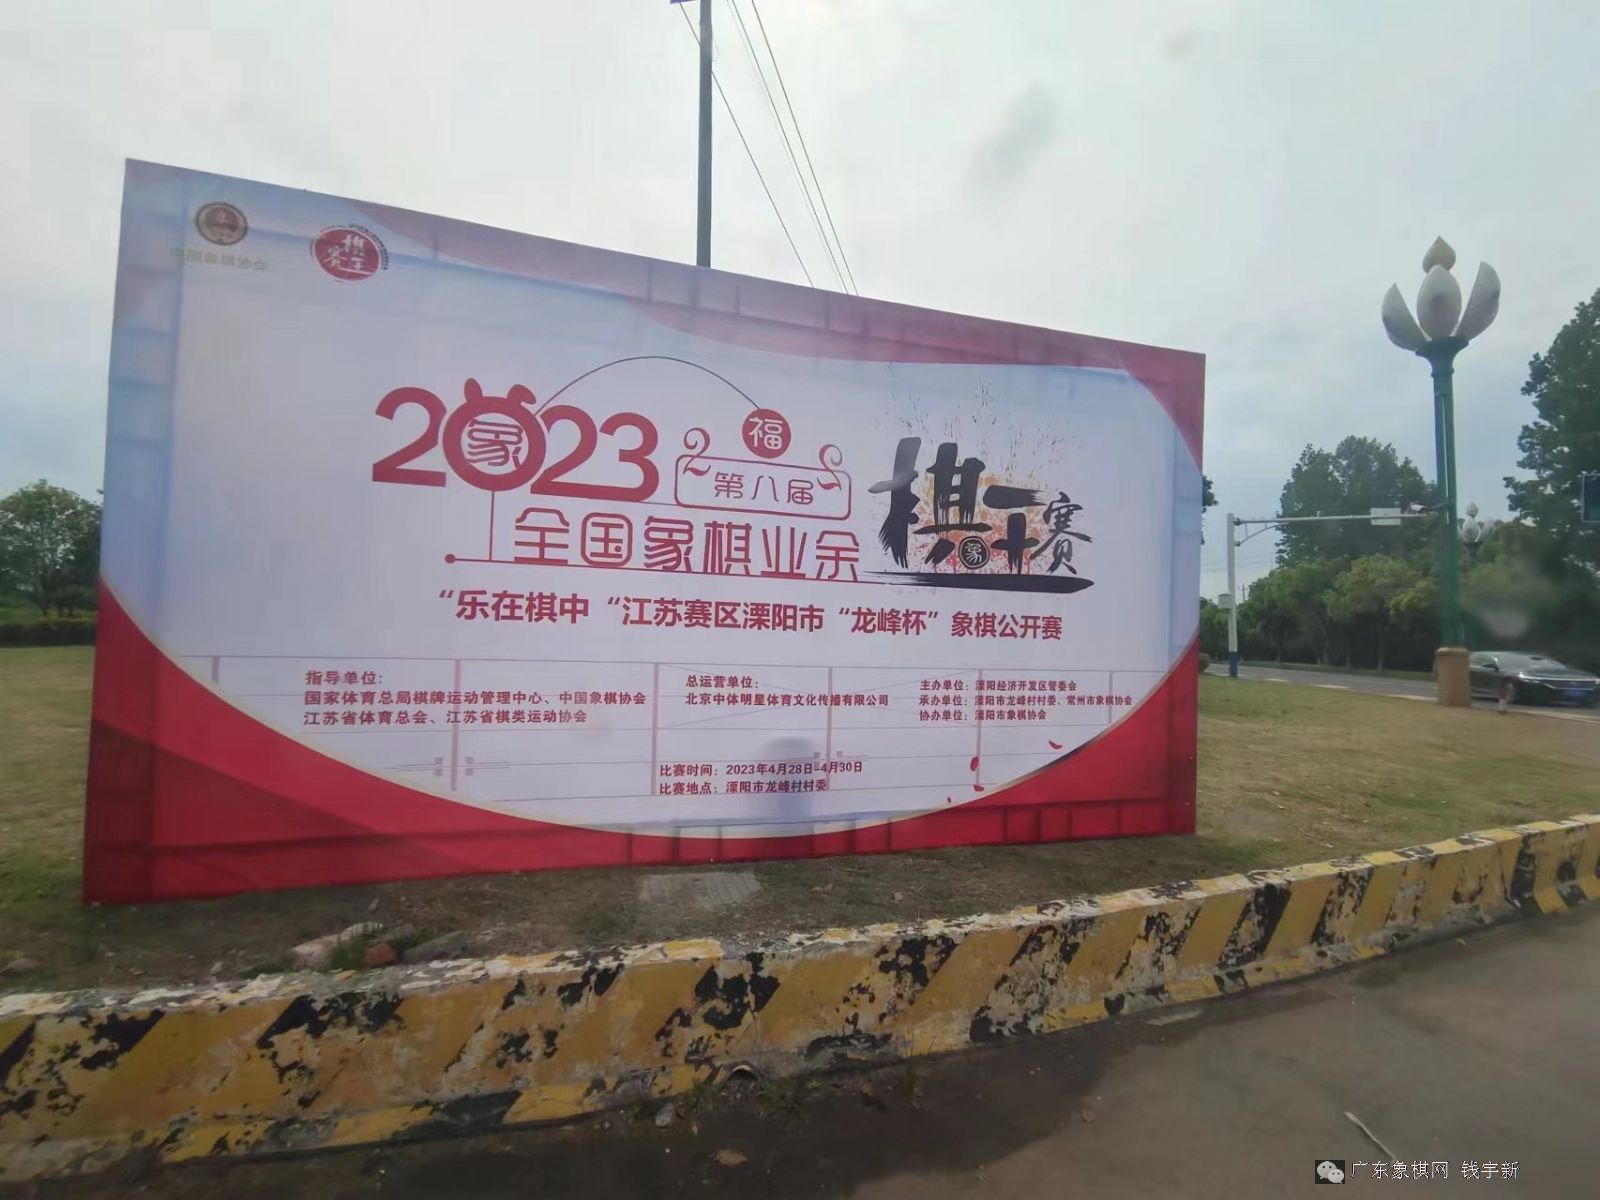 中国象棋协会
棋王赛
2023
象
福
第八届
全国象棋业余
棋王赛
象
“乐在棋中“江苏赛区溧阳市“龙峰杯”象棋公开赛
指导单位：
国家体育总局棋牌运动管理中心、中国象棋协会
江苏省体育总会、江苏省棋类运动协会
总运营单位：
北京中体明星体育文化传播有限公司
主办单位：溧阳经济开发区管委会
承办单位：溧阳市龙峰村村委、常州市象棋协会
协办单位：溧阳市象棋协会
比赛时间：2023年4月28日-4月30日
比赛地点：溧阳市龙峰村村委
广东象棋网 钱宇新